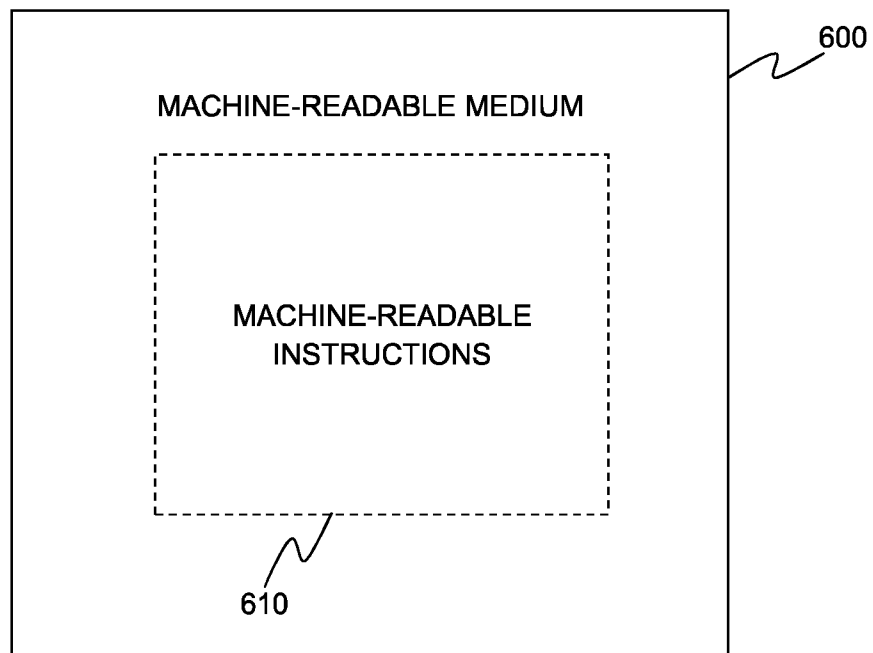 600
MACHINE-READABLE MEDIUM
MACHINE-READABLE
INSTRUCTIONS
610